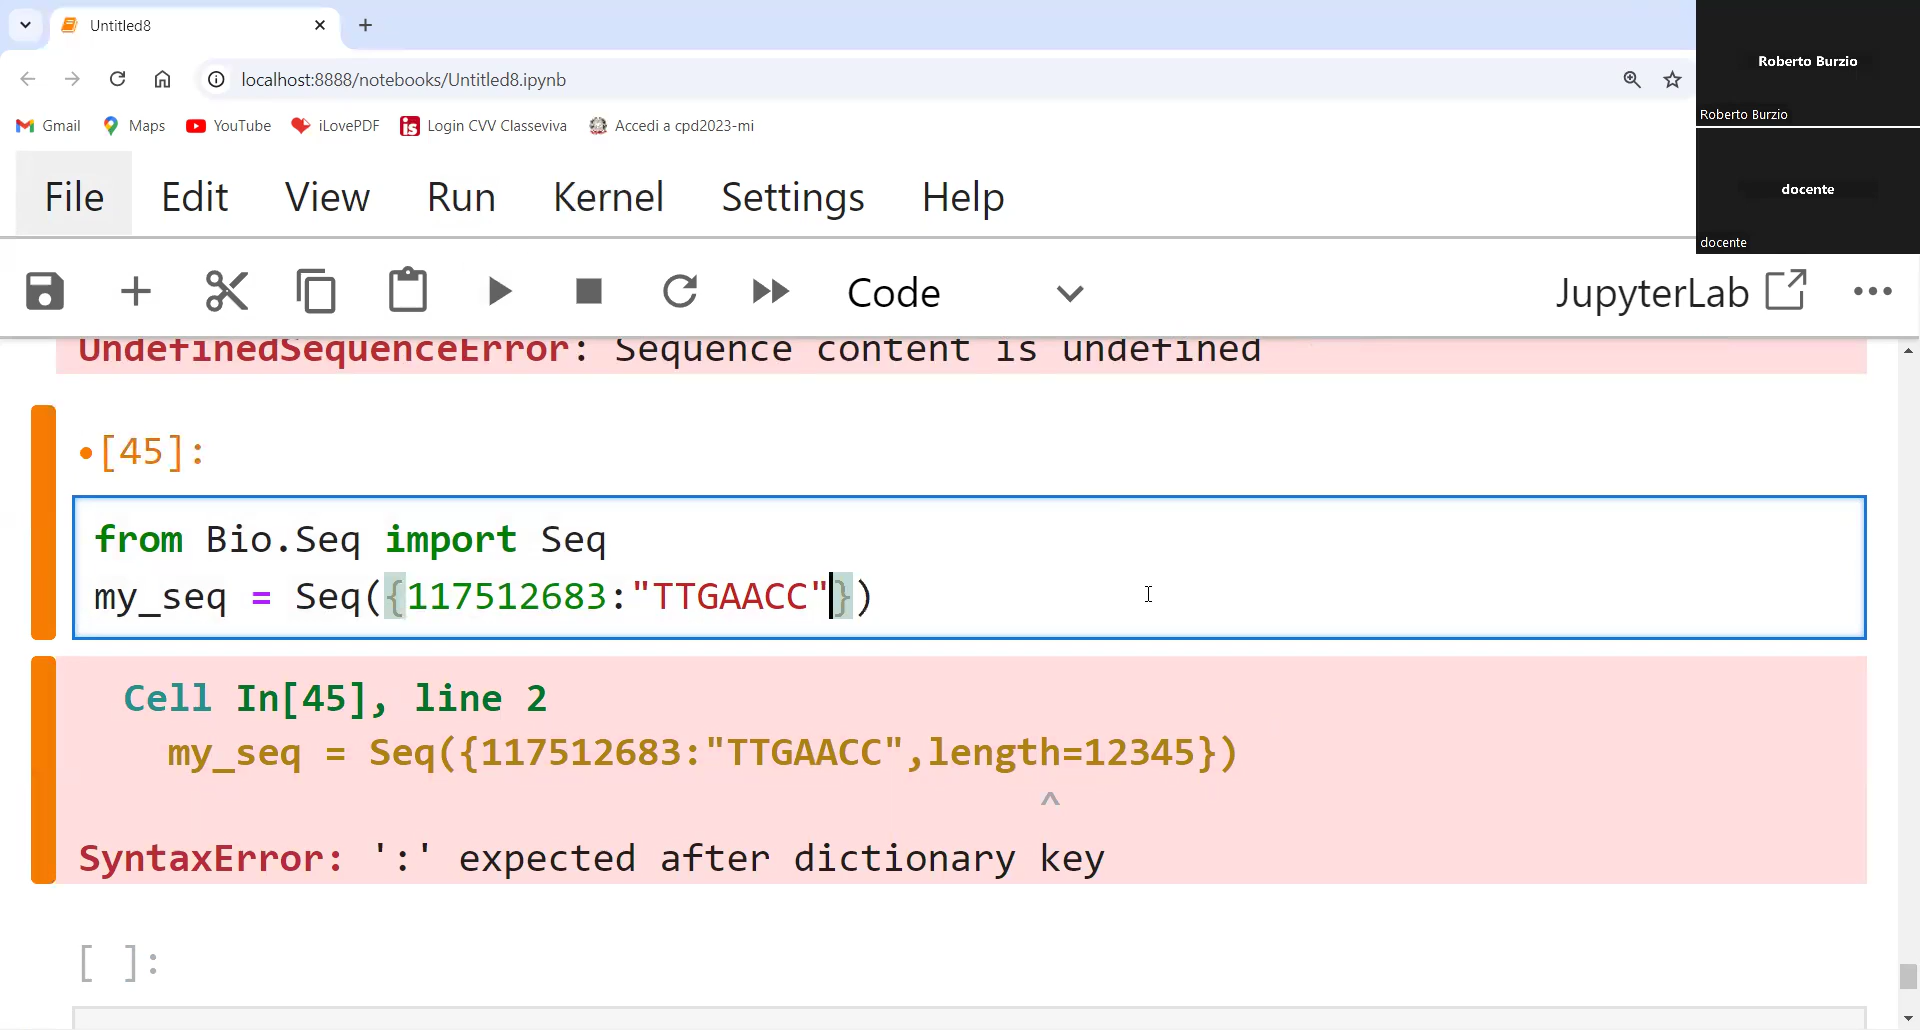 Untitled8
localhost:8888/notebooks/Untitled8.ipynb
Gmail Maps YouTube iLovePDF Login CVV Classeviva Accedi a cpd2023-mi
Roberto Burzio
Roberto Burzio
docente
docente
File Edit View Run Kernel Settings Help
Code JupyterLab
UndefinedSequenceError: Sequence content is undefined
[45]:
from Bio.Seq import Seq
my_seq = Seq({117512683:"TTGAACC"})
Cell In[45], line 2
my_seq = Seq({117512683:"TTGAACC",length=12345})
^
SyntaxError: ':' expected after dictionary key
[ ]: